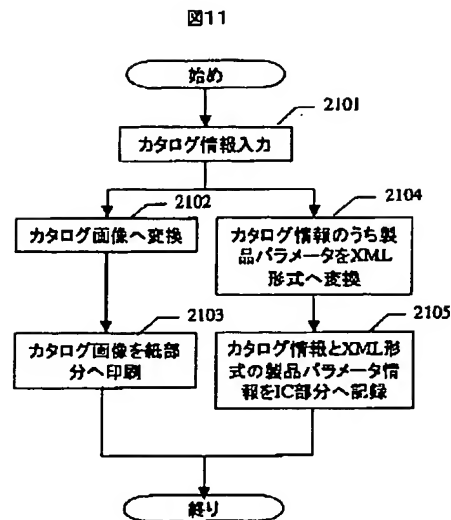 図11
始め
2101
カタログ情報入力
2102
カタログ画像へ変換
2104
カタログ情報のうち製
品パラメータをXML
形式へ変換
2103
カタログ画像を紙部
分へ印刷
2105
カタログ情報とXML形
式の製品パラメータ情
報をIC部分へ記録
終り